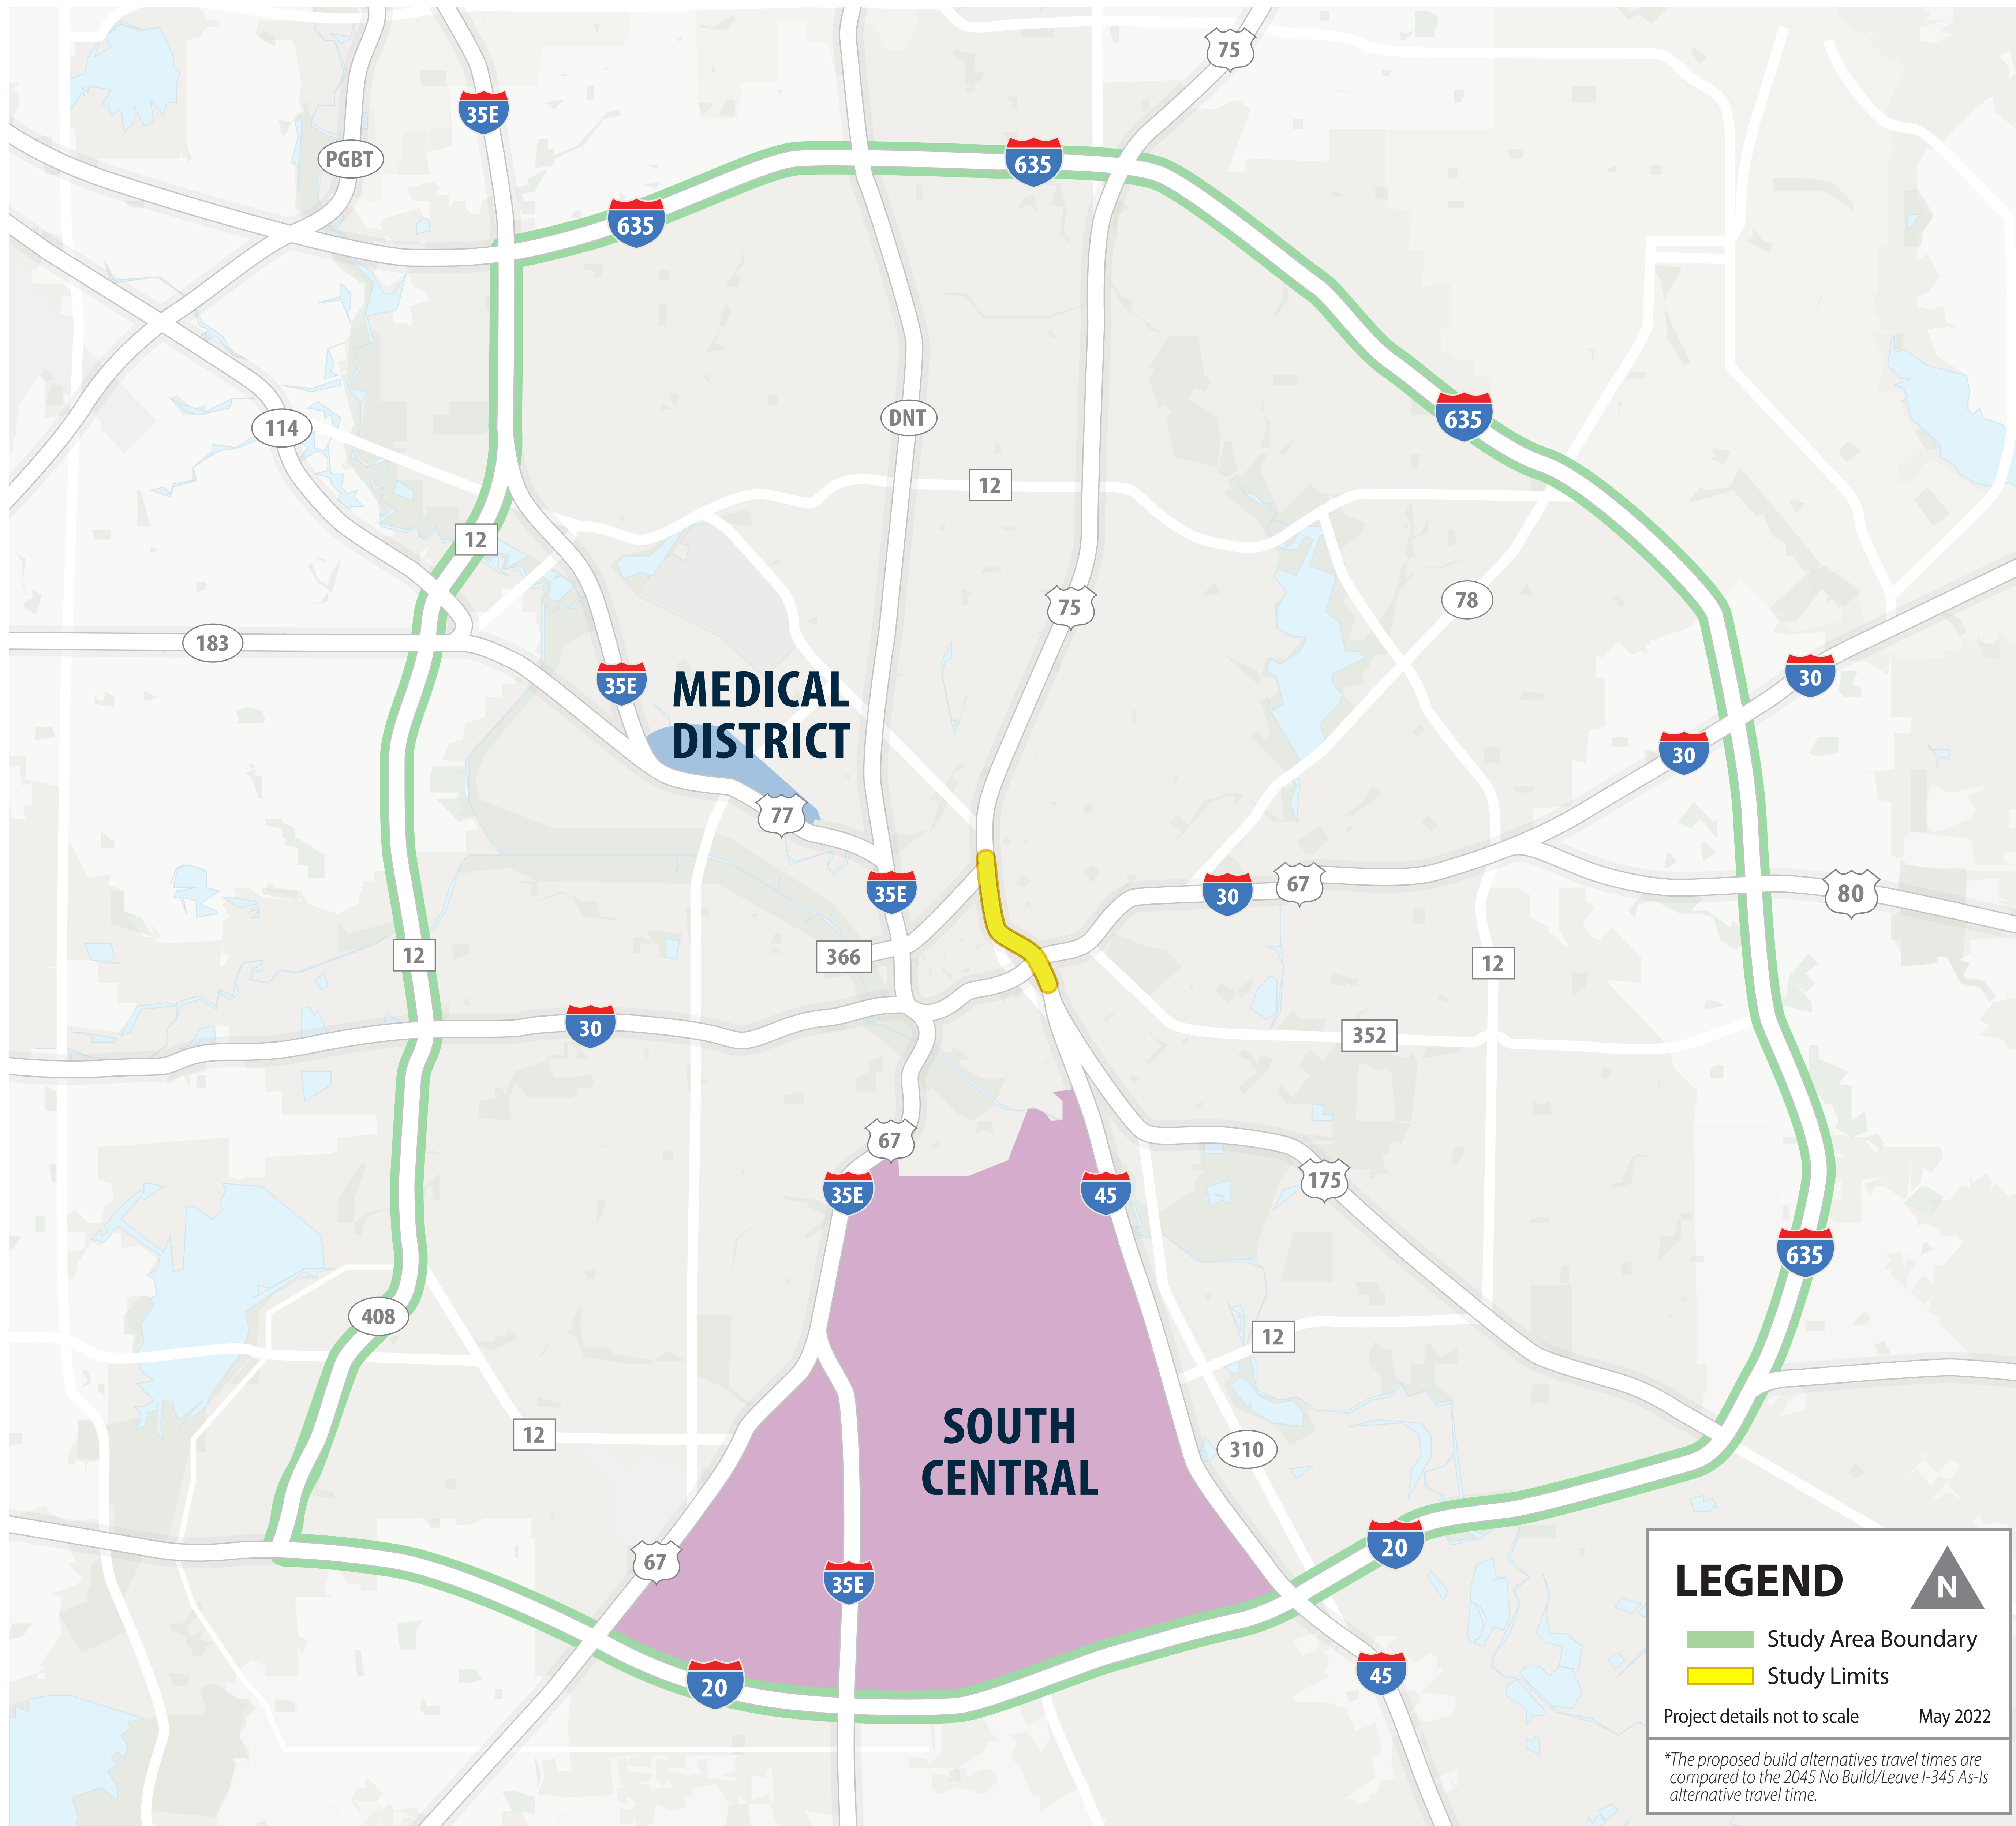 75
35E
PGBT
635
635
114
DNT
635
12
12
78
75
183
30
35E
MEDICAL
DISTRICT
30
77
35E
30
67
80
366
12
12
30
352
67
175
35E
45
635
408
12
12
SOUTH
CENTRAL
310
20
67
35E
20
45
LEGEND
N
Study Area Boundary
Study Limits
Project details not to scale May 2022
*The proposed build alternatives travel times are
compared to the 2045 No Build/Leave I-345 As-Is
alternative travel time.